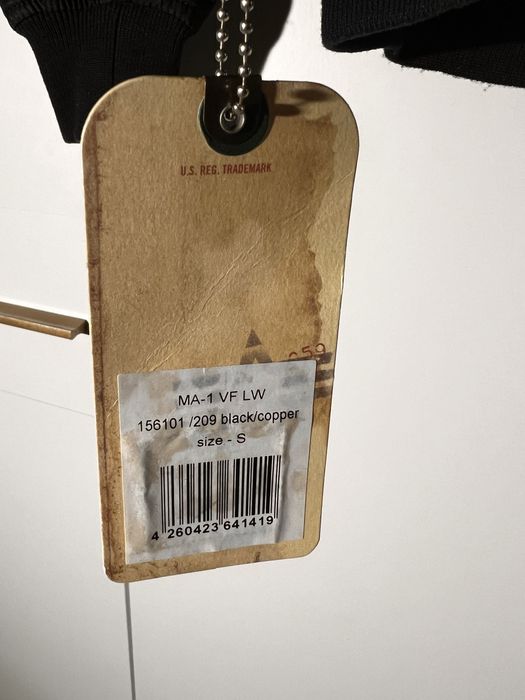 U.S. REG. TRADEMARK
MA-1 VF LW
156101 /209 black/copper
size - S
4 260423 641419